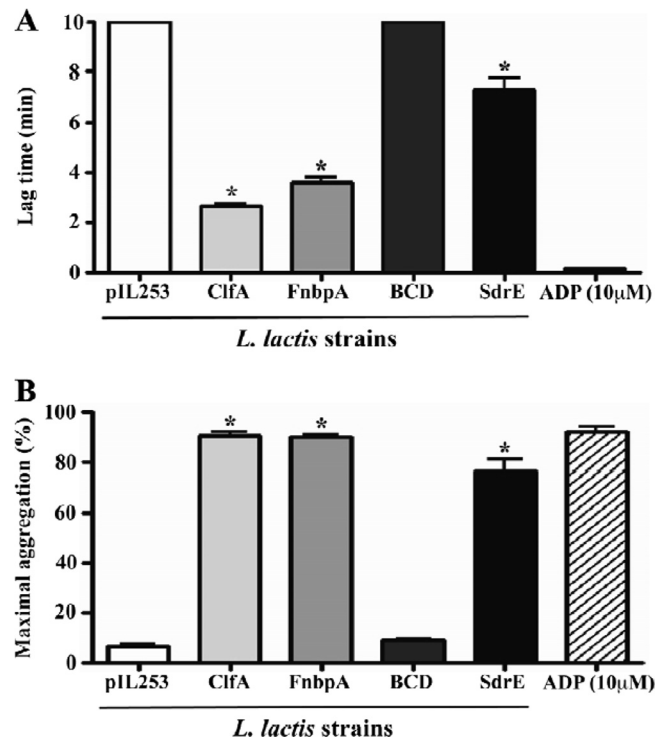 A
Lag time (min)
10
8
6
4
2
0
*
*
*
pIL253 ClfA FnbpA BCD SdrE ADP (10μM)
L. lactis strains
B
Maximal aggregation (%)
100
80
60
40
20
0
*
*
*
pIL253 ClfA FnbpA BCD SdrE ADP (10μM)
L. lactis strains